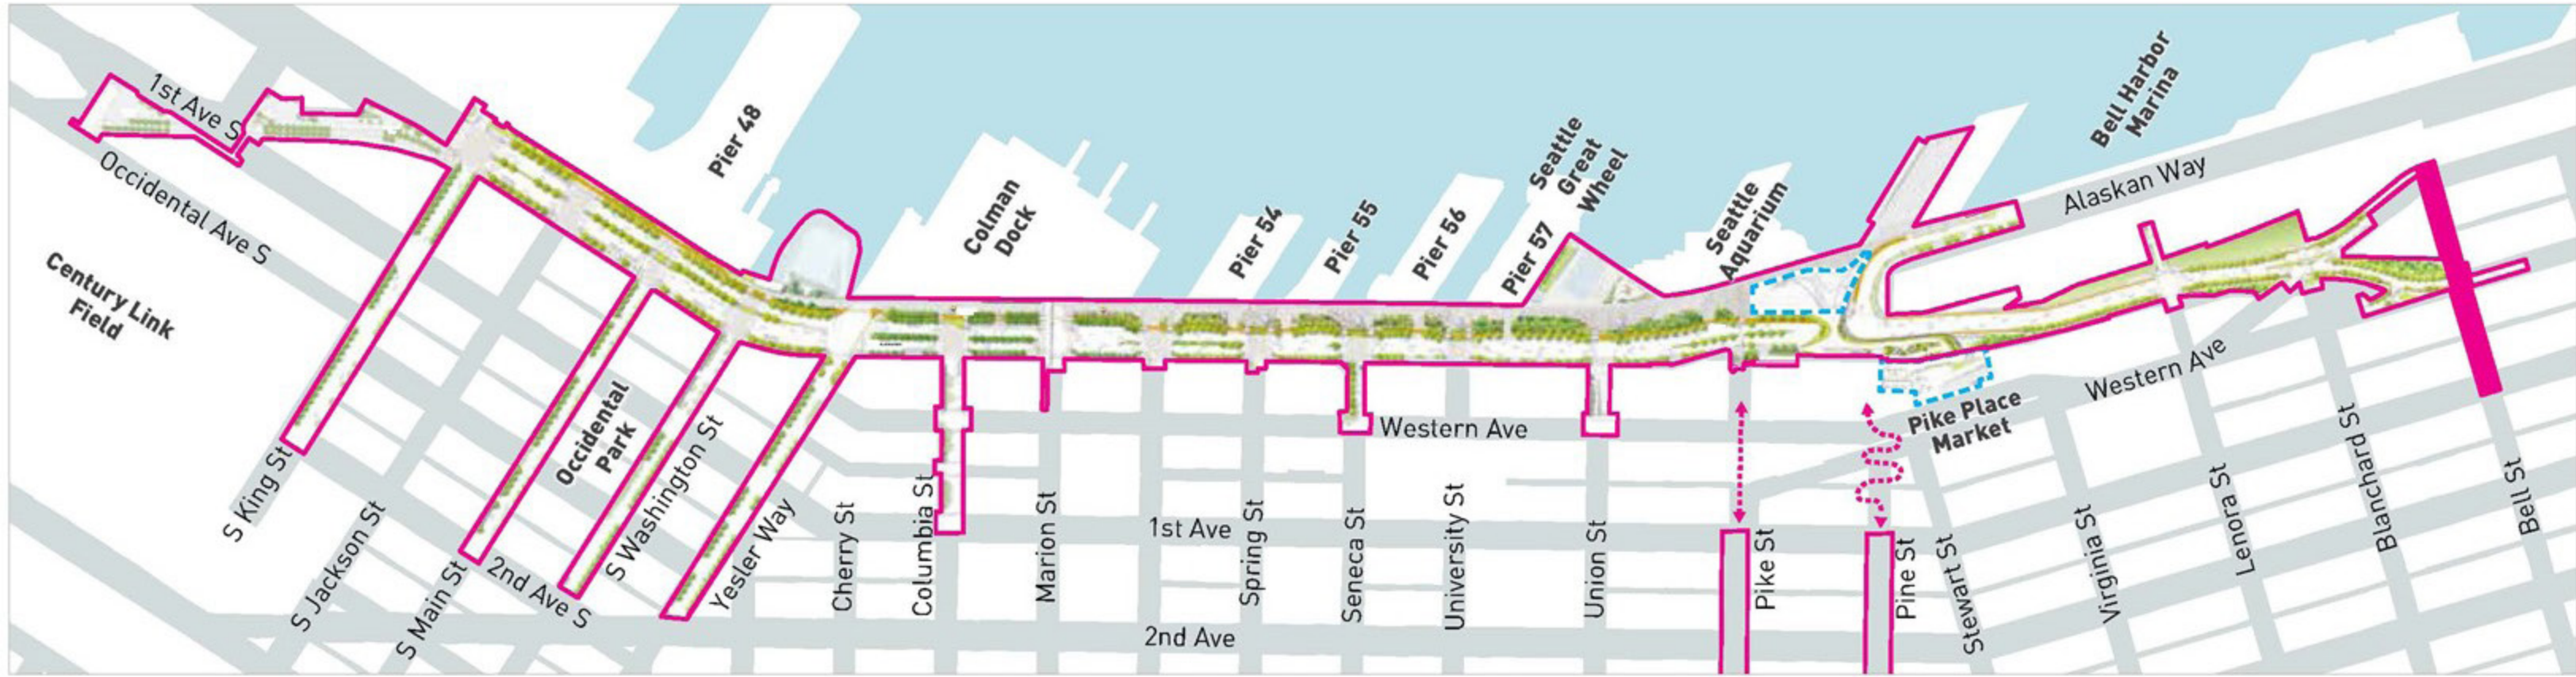 1st Ave S
Occidental Ave S
Century Link
Field
S King St
S Jackson St
S Main St
2nd Ave S
Occidental
Park
S Washington St
Yesler Way
Pier 48
Colman
Dock
Pier 54
Pier 55
Pier 56
Pier 57
Seattle
Great
Wheel
Seattle
Aquarium
Bell Harbor
Marina
Alaskan Way
Western Ave
Pike Place
Market
Western Ave
Cherry St
Columbia St
Marion St
1st Ave
2nd Ave
Spring St
Seneca St
University St
Union St
Pike St
Pine St
Stewart St
Virginia St
Lenora St
Blanchard St
Bell St